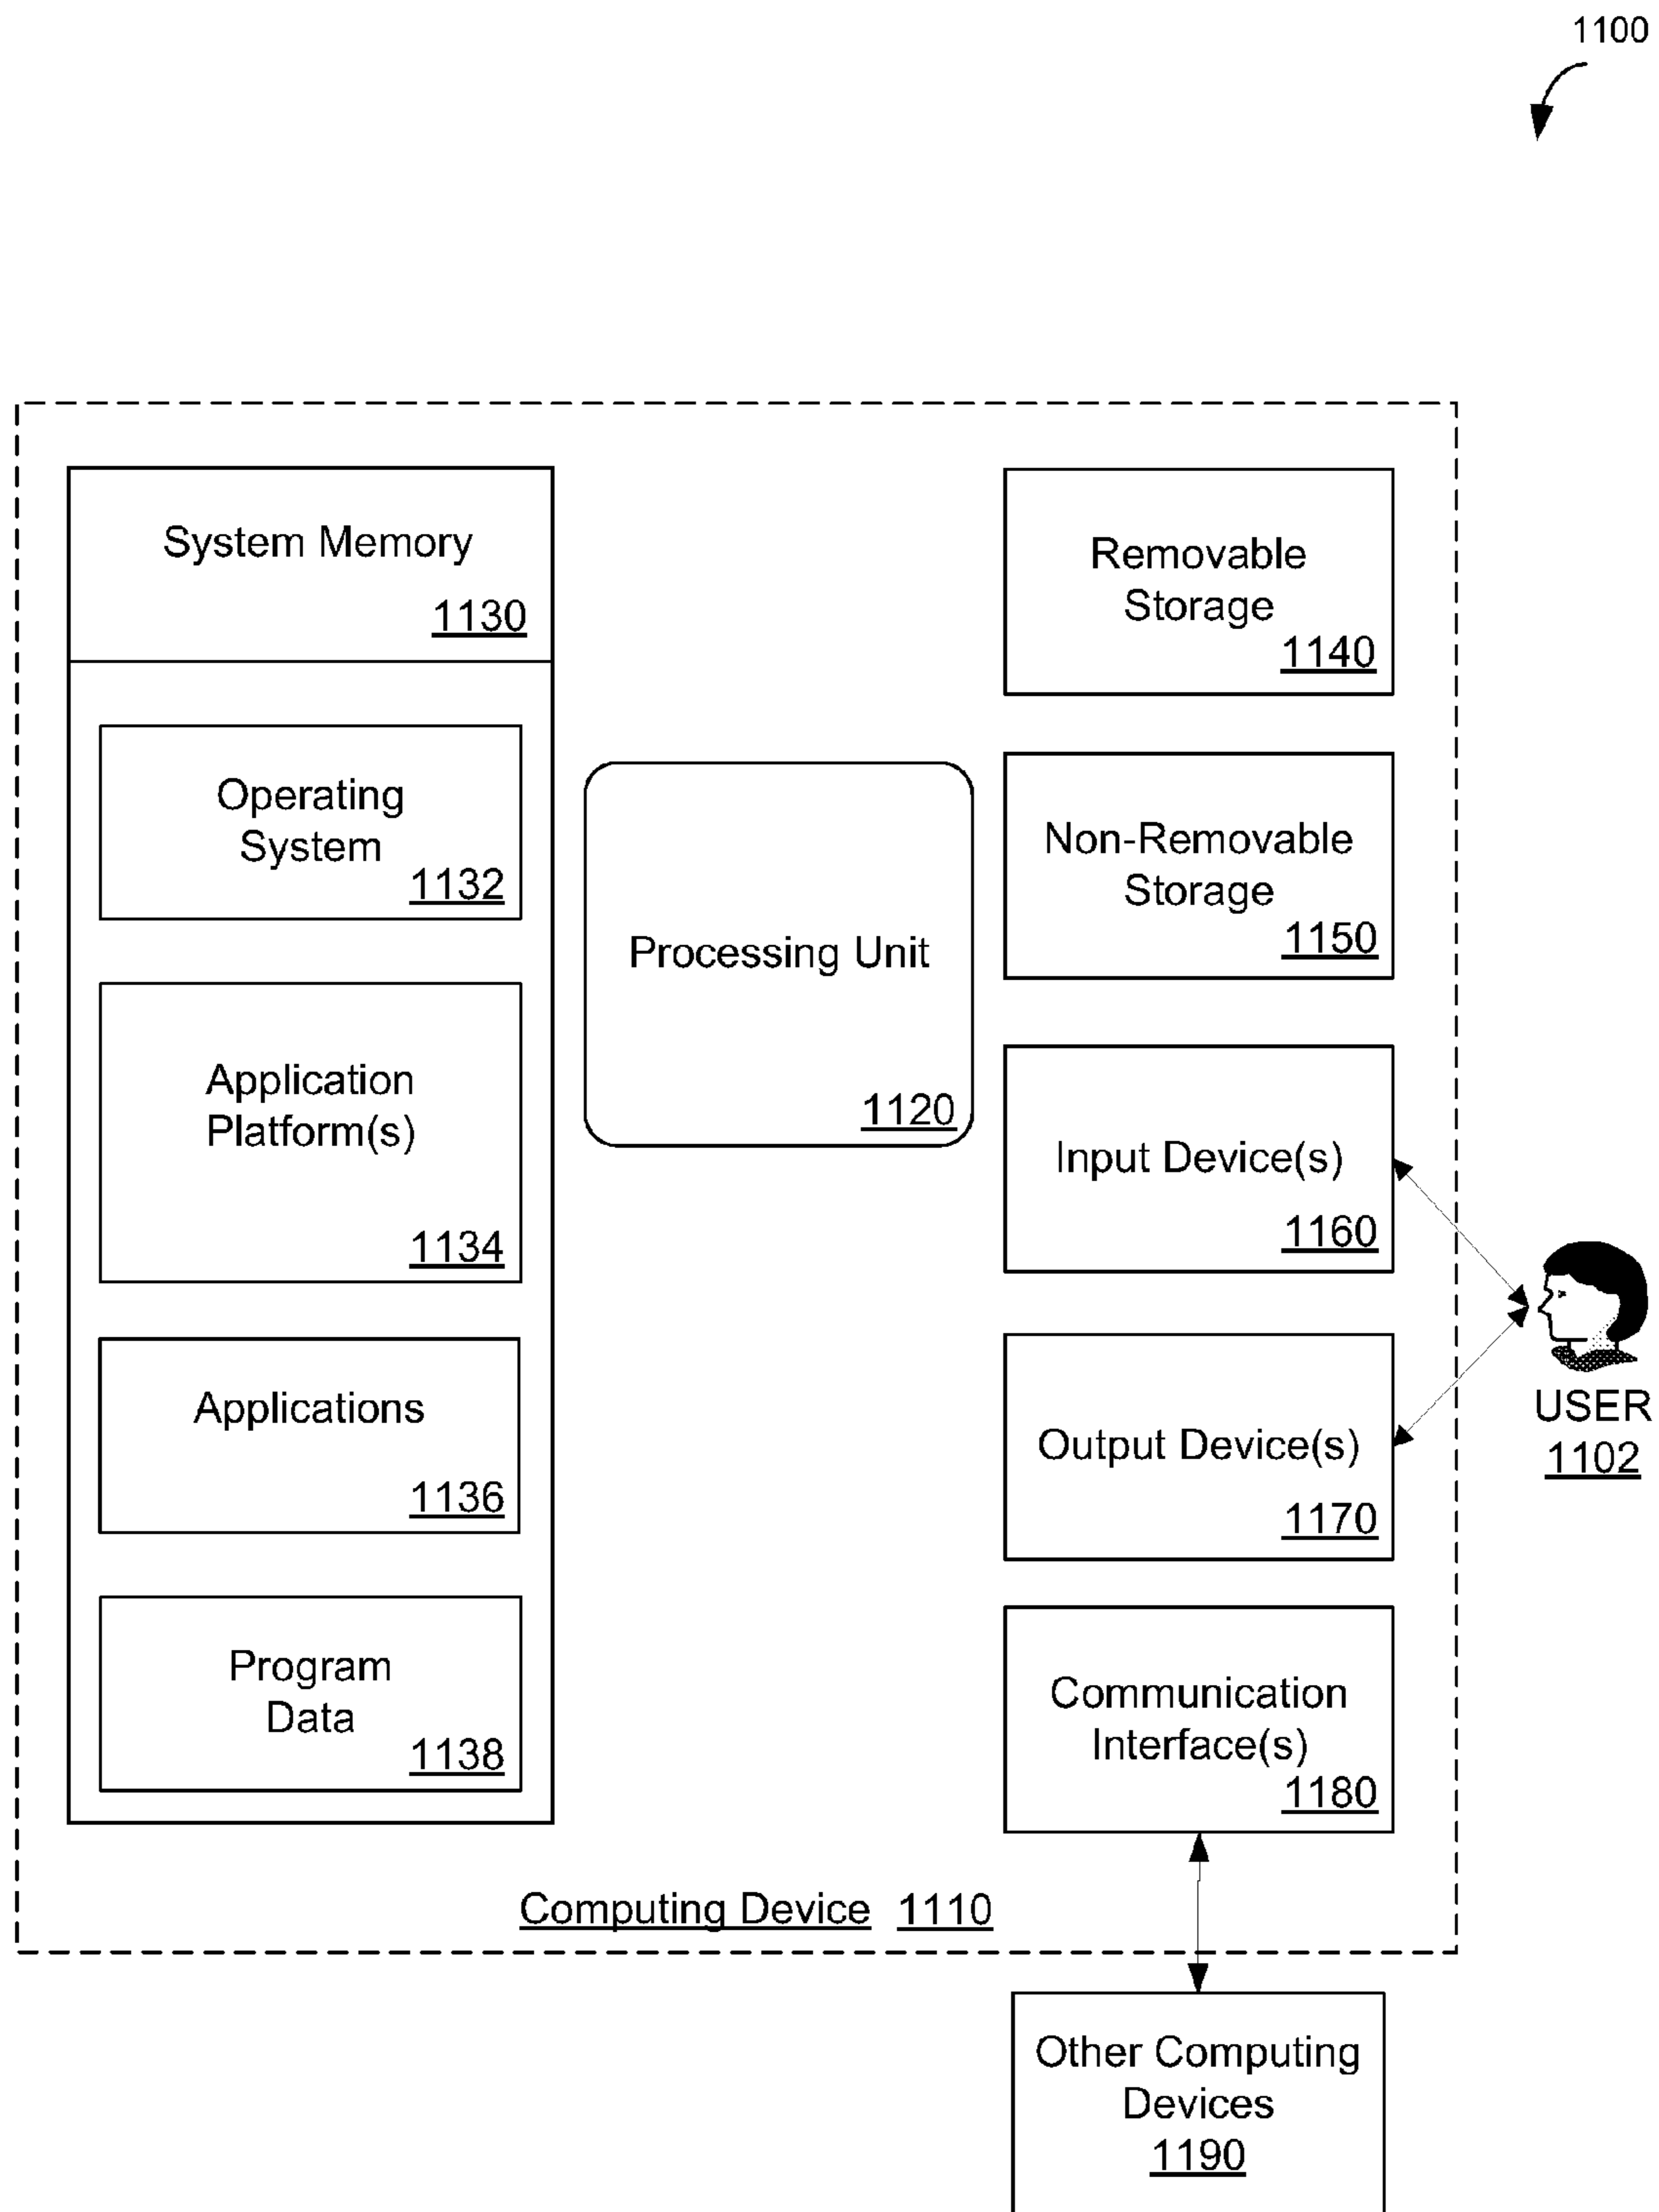 1100
System Memory
1130
Operating
System
1132
Application
Platform(s)
1134
Applications
1136
Program
Data
1138
Processing Unit
1120
Removable
Storage
1140
Non-Removable
Storage
1150
Input Device(s)
1160
Output Device(s)
1170
Communication
Interface(s)
1180
USER
1102
Computing Device 1110
Other Computing
Devices
1190